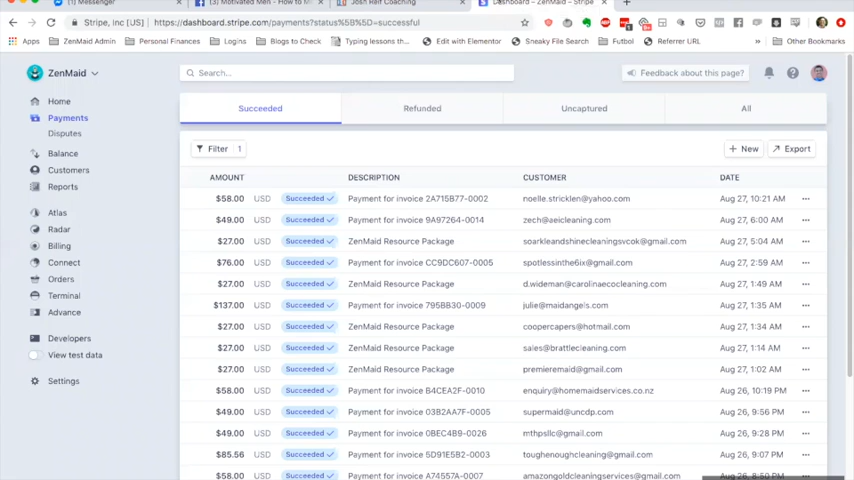 Messenger
Motivated Men - How to M
Josh Relf Coaching
Dashboard – ZenMaid – Stripe
Stripe, Inc [US] https://dashboard.stripe.com/payments?status%5B%5D=successful
Apps ZenMaid Admin Personal Finances Logins Blogs to Check Typing lessons th Edit with Elementor Sneaky File Search Futbol Referrer URL » Other Bookmarks
ZenMaid
Search...
Feedback about this page?
Home
Payments
Disputes
Balance
Customers
Reports
Atlas
Radar
Billing
Connect
Orders
Terminal
Advance
Developers
View test data
Settings
Succeeded Refunded Uncaptured All
Filter 1 + New Export
AMOUNT DESCRIPTION CUSTOMER DATE
$58.00 USD Succeeded ✓ Payment for invoice 2A715B77-0002 noelle.stricklen@yahoo.com Aug 27, 10:21 AM
$49.00 USD Succeeded ✓ Payment for invoice 9A97264-0014 zech@aeicleaning.com Aug 27, 6:00 AM
$27.00 USD Succeeded ✓ ZenMaid Resource Package soarkleandshinecleaningsvcok@gmail.com Aug 27, 5:04 AM
$76.00 USD Succeeded ✓ Payment for invoice CC9DC607-0005 spotlessinthe6ix@gmail.com Aug 27, 2:59 AM
$27.00 USD Succeeded ✓ ZenMaid Resource Package d.wideman@carolinaecocleaning.com Aug 27, 1:49 AM
$137.00 USD Succeeded ✓ Payment for invoice 795BB30-0009 julie@maidangels.com Aug 27, 1:35 AM
$27.00 USD Succeeded ✓ ZenMaid Resource Package coopercapers@hotmail.com Aug 27, 1:34 AM
$27.00 USD Succeeded ✓ ZenMaid Resource Package sales@brattlecleaning.com Aug 27, 1:14 AM
$27.00 USD Succeeded ✓ ZenMaid Resource Package premieremaid@gmail.com Aug 27, 1:02 AM
$58.00 USD Succeeded ✓ Payment for invoice B4CEA2F-0010 enquiry@homemaidservices.co.nz Aug 26, 10:19 PM
$49.00 USD Succeeded ✓ Payment for invoice 03B2AA7F-0005 supermaid@uncdp.com Aug 26, 9:56 PM
$49.00 USD Succeeded ✓ Payment for invoice 0BEC4B9-0026 mthpsllc@gmail.com Aug 26, 9:28 PM
$85.56 USD Succeeded ✓ Payment for invoice 5D91E5B2-0003 toughenoughcleaning@gmail.com Aug 26, 9:07 PM
$58.00 USD Succeeded ✓ Payment for invoice A74557A-0007 amazongoldcleaningservices@gmail.com Aug 26, 8:50 PM